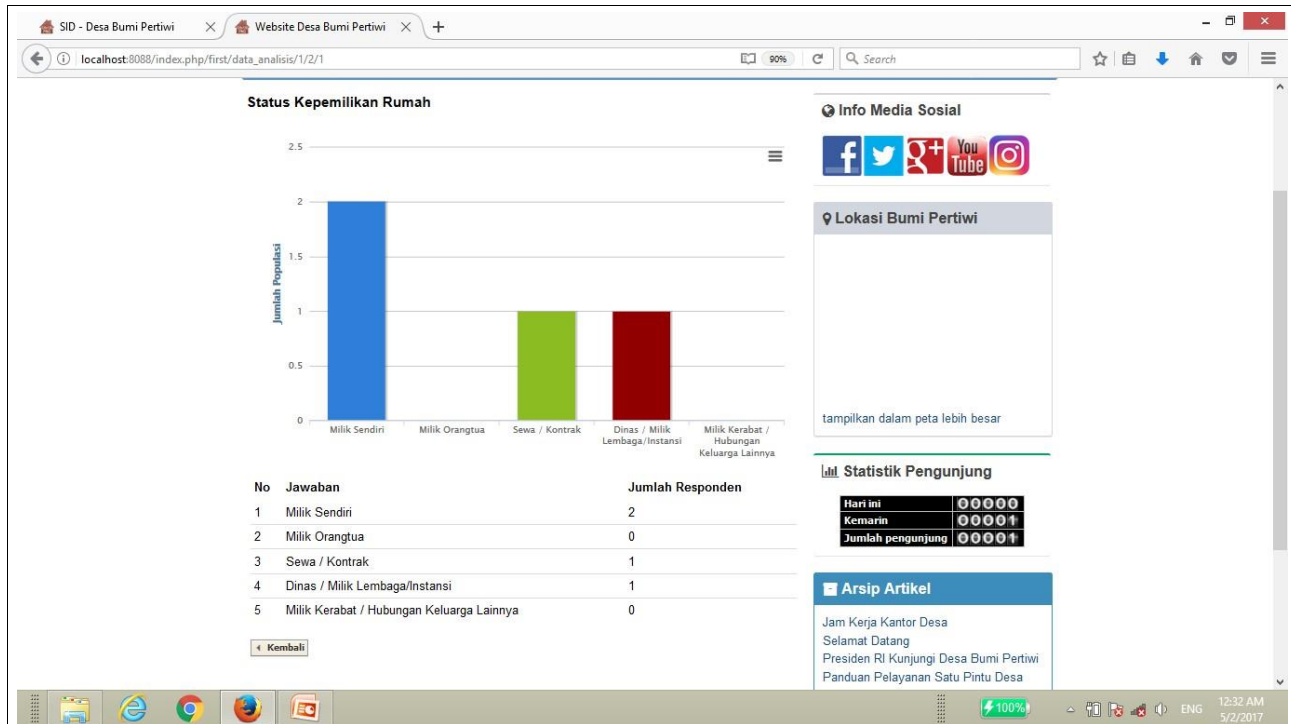 SID - Desa Bumi Pertiwi
Website Desa Bumi Pertiwi
localhost:8088/index.php/first/data_analisis/1/2/1
90%
Search
Status Kepemilikan Rumah
2.5
2
1.5
1
0.5
0
Jumlah Populasi
Milik Sendiri
Milik Orangtua
Sewa / Kontrak
Dinas / Milik
Lembaga/Instansi
Milik Kerabat /
Hubungan
Keluarga Lainnya
No Jawaban Jumlah Responden
1 Milik Sendiri 2
2 Milik Orangtua 0
3 Sewa / Kontrak 1
4 Dinas / Milik Lembaga/Instansi 1
5 Milik Kerabat / Hubungan Keluarga Lainnya 0
Kembali
Info Media Sosial
f
g+
You
Tube
Lokasi Bumi Pertiwi
tampilkan dalam peta lebih besar
Statistik Pengunjung
Hari ini 00000
Kemarin 00001
Jumlah pengunjung 00001
Arsip Artikel
Jam Kerja Kantor Desa
Selamat Datang
Presiden RI Kunjungi Desa Bumi Pertiwi
Panduan Pelayanan Satu Pintu Desa
100%
ENG
12:32 AM
5/2/2017